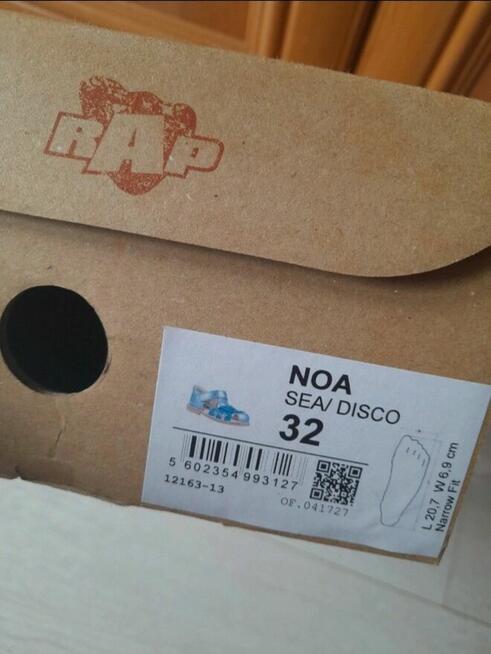 RAP
NOA
SEA/ DISCO
32
5 602354 993127
12163-13
OF.041727
L 20.7 W 6.9 cm
Narrow Fit